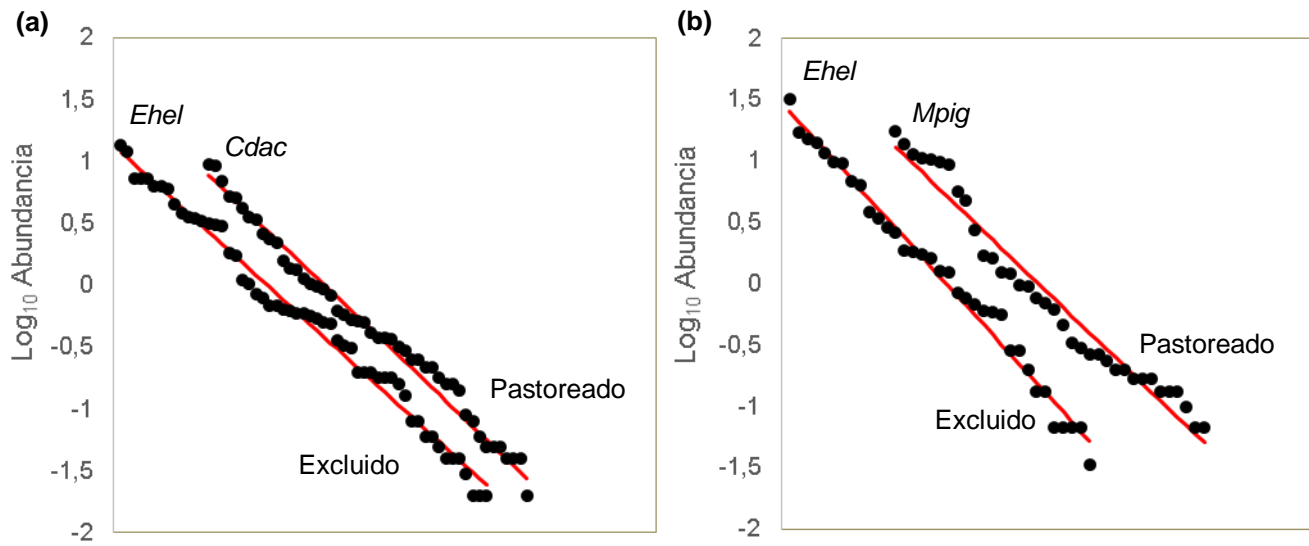 (a)
Log10 Abundancia
2
1,5
1
0,5
0
-0,5
-1
-1,5
-2
Ehel
Cdac
Pastoreado
Excluido
(b)
Log10 Abundancia
2
1,5
1
0,5
0
-0,5
-1
-1,5
-2
Ehel
Mpig
Pastoreado
Excluido